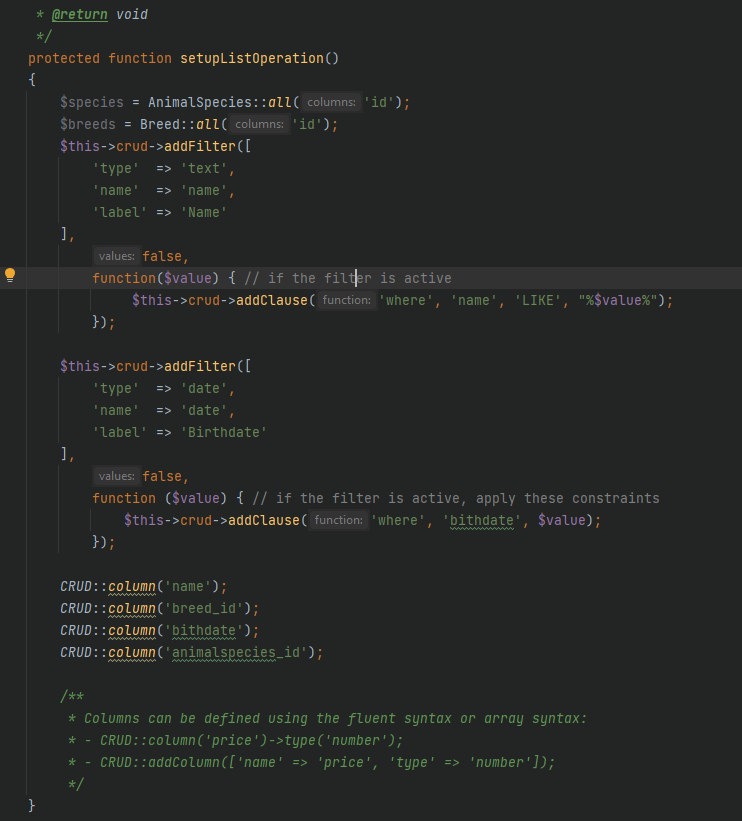 * @return void
*/
protected function setupListOperation()
{
$species = AnimalSpecies::all( columns: 'id');
$breeds = Breed::all( columns: 'id');
$this->crud->addFilter([
'type'  => 'text',
'name'  => 'name',
'label' => 'Name'
],
values: false,
function($value) { // if the filter is active
$this->crud->addClause( function: 'where', 'name', 'LIKE', "%$value%");
});
$this->crud->addFilter([
'type'  => 'date',
'name'  => 'date',
'label' => 'Birthdate'
],
values: false,
function ($value) { // if the filter is active, apply these constraints
$this->crud->addClause( function: 'where', 'bithdate', $value);
});
CRUD::column('name');
CRUD::column('breed_id');
CRUD::column('bithdate');
CRUD::column('animalspecies_id');
/**
* Columns can be defined using the fluent syntax or array syntax:
* - CRUD::column('price')->type('number');
* - CRUD::addColumn(['name' => 'price', 'type' => 'number']);
*/
}